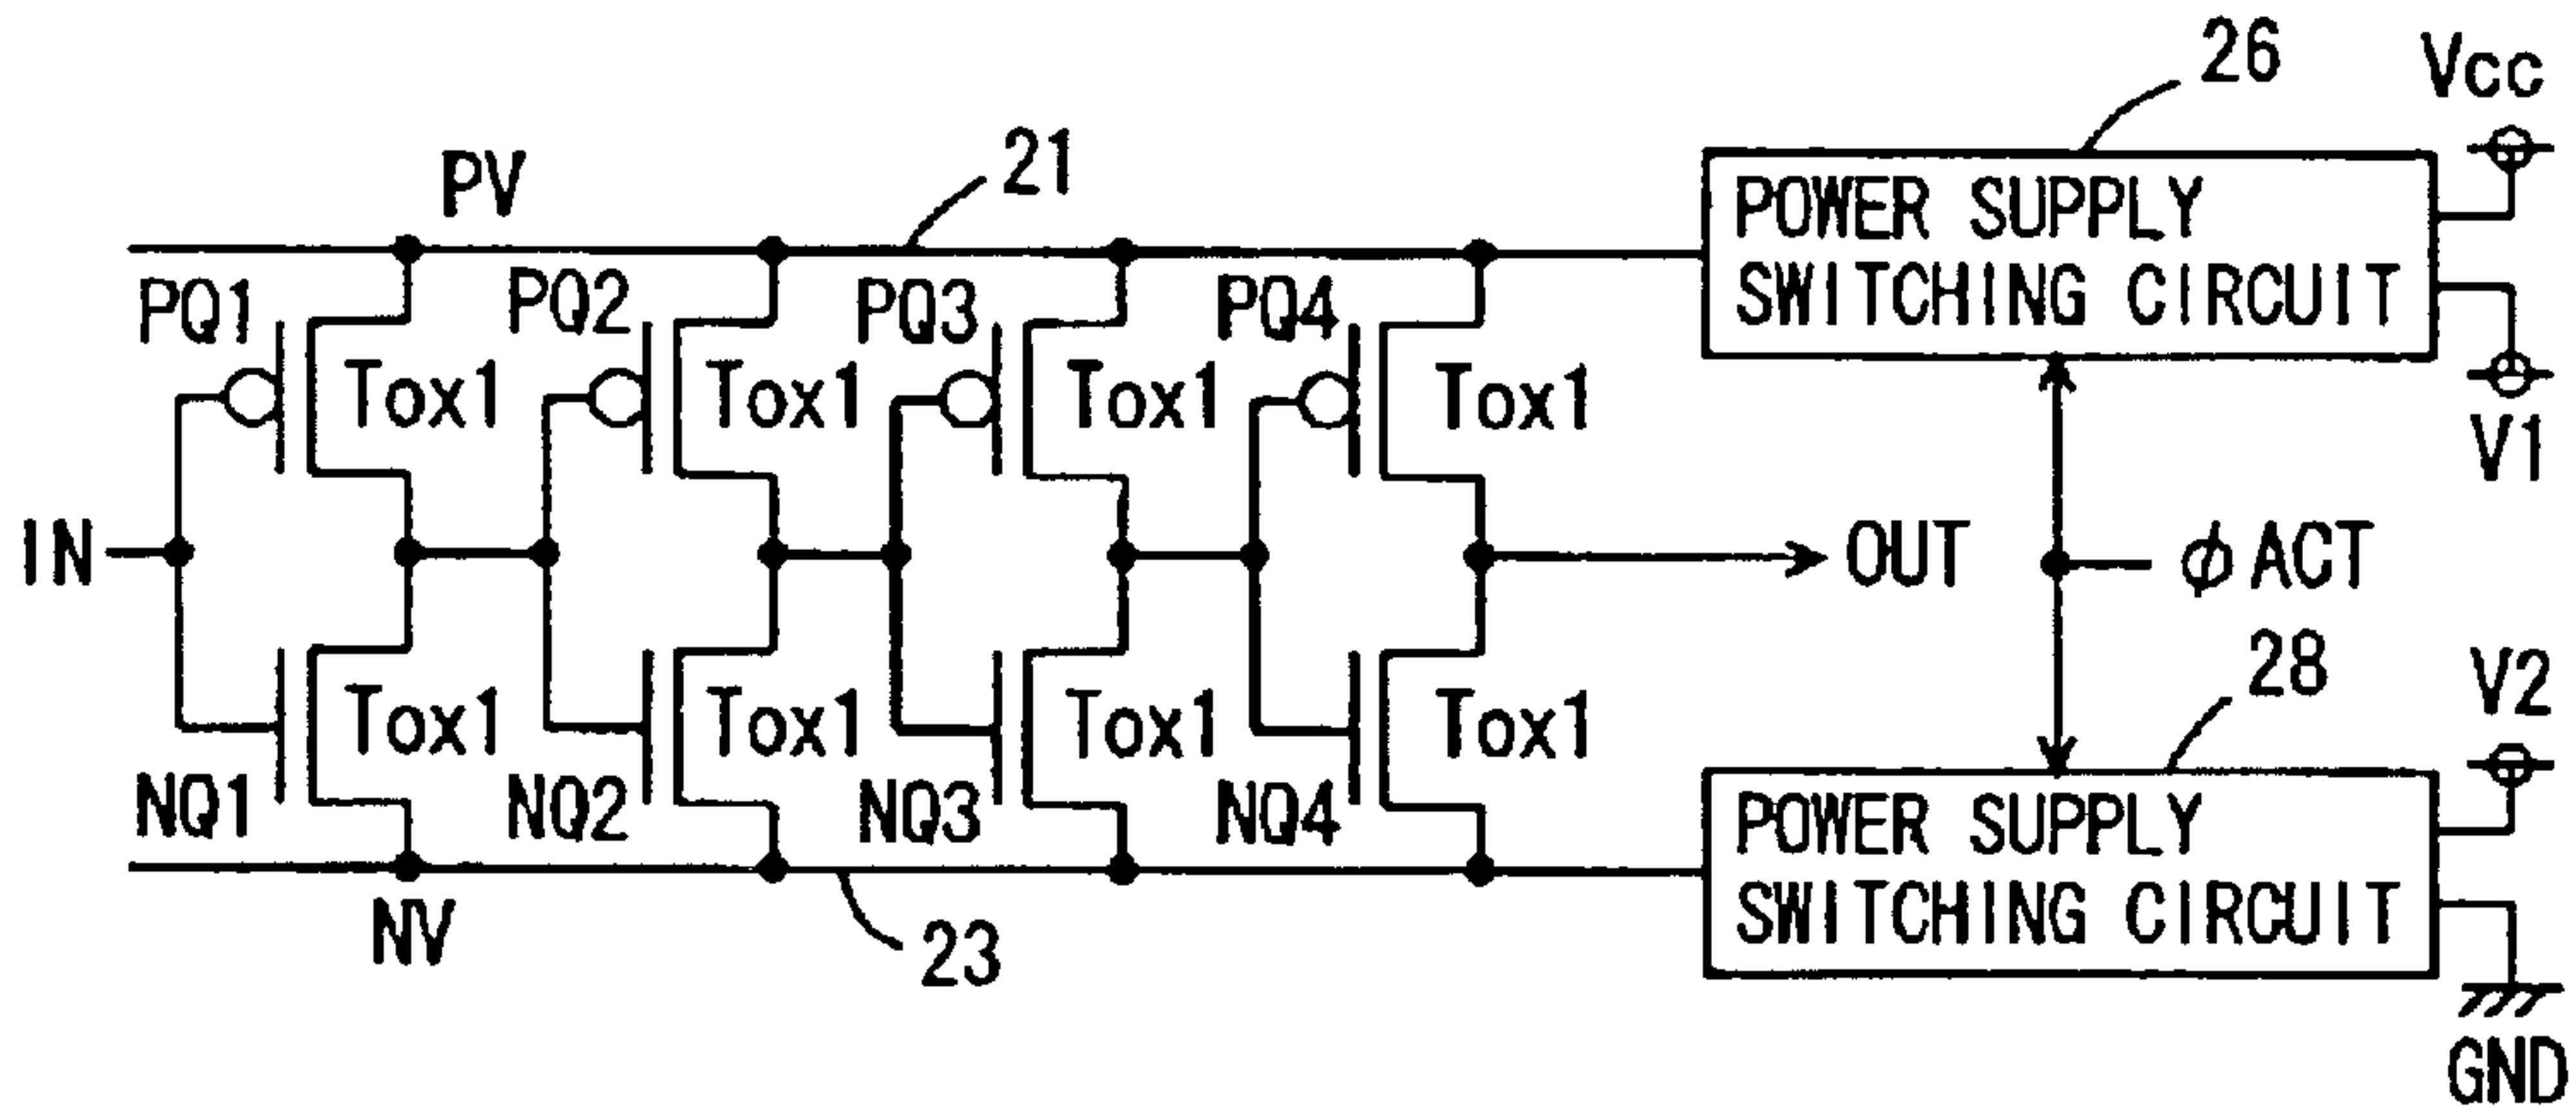 26
Vcc
21
PV
POWER SUPPLY
SWITCHING CIRCUIT
PQ1
PQ2
PQ3
PQ4
Tox1
Tox1
Tox1
Tox1
V1
IN
OUT
ϕ ACT
28
V2
Tox1
Tox1
Tox1
Tox1
NQ1
NQ2
NQ3
NQ4
POWER SUPPLY
SWITCHING CIRCUIT
NV
23
GND